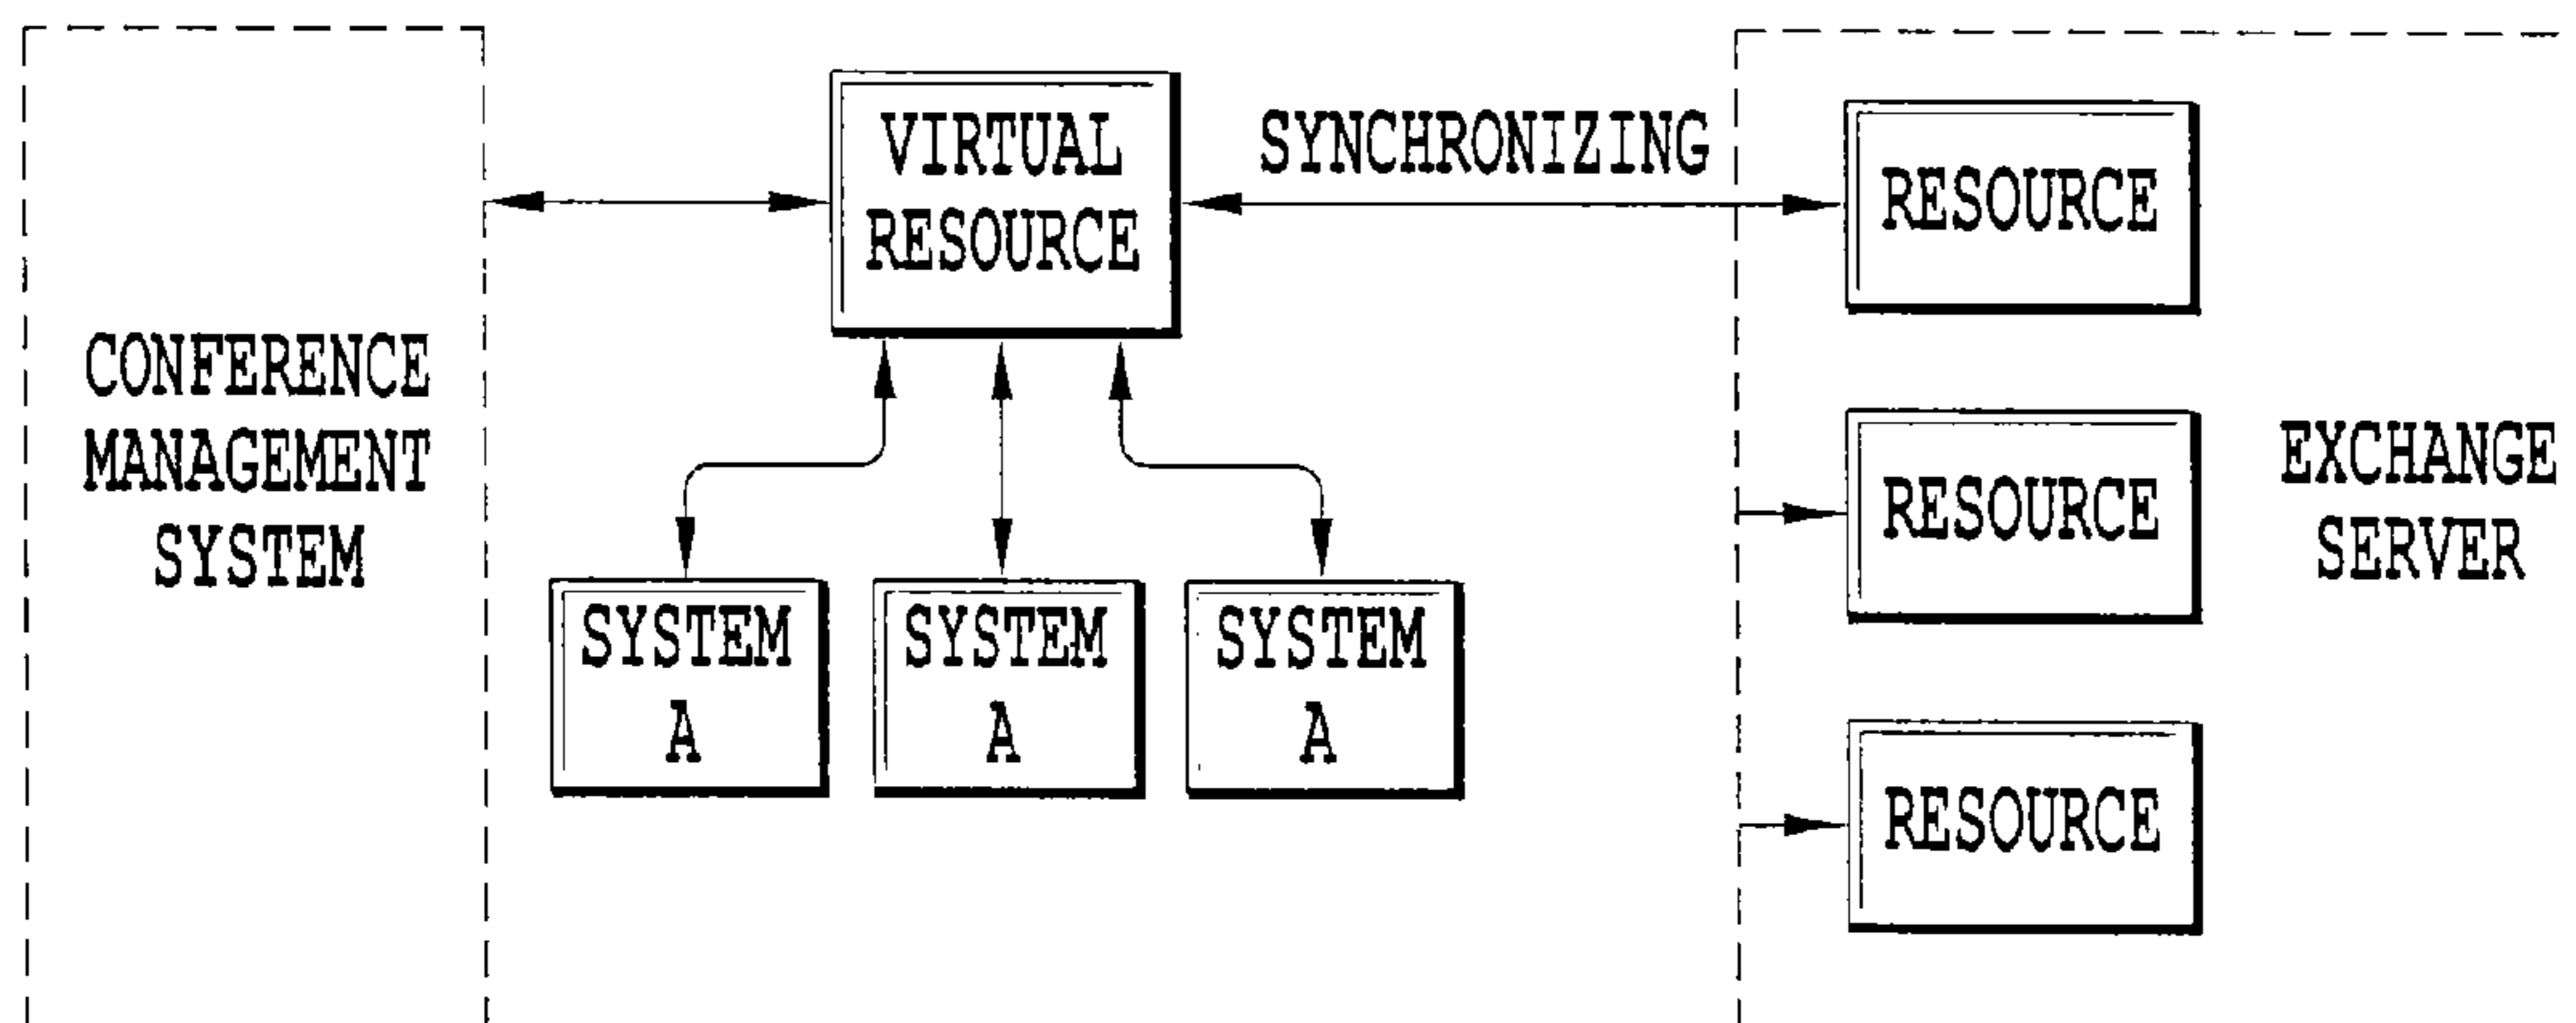 CONFERENCE
MANAGEMENT
SYSTEM
VIRTUAL
RESOURCE
SYNCHRONIZING
SYSTEM
A
SYSTEM
A
SYSTEM
A
RESOURCE
RESOURCE
RESOURCE
EXCHANGE
SERVER